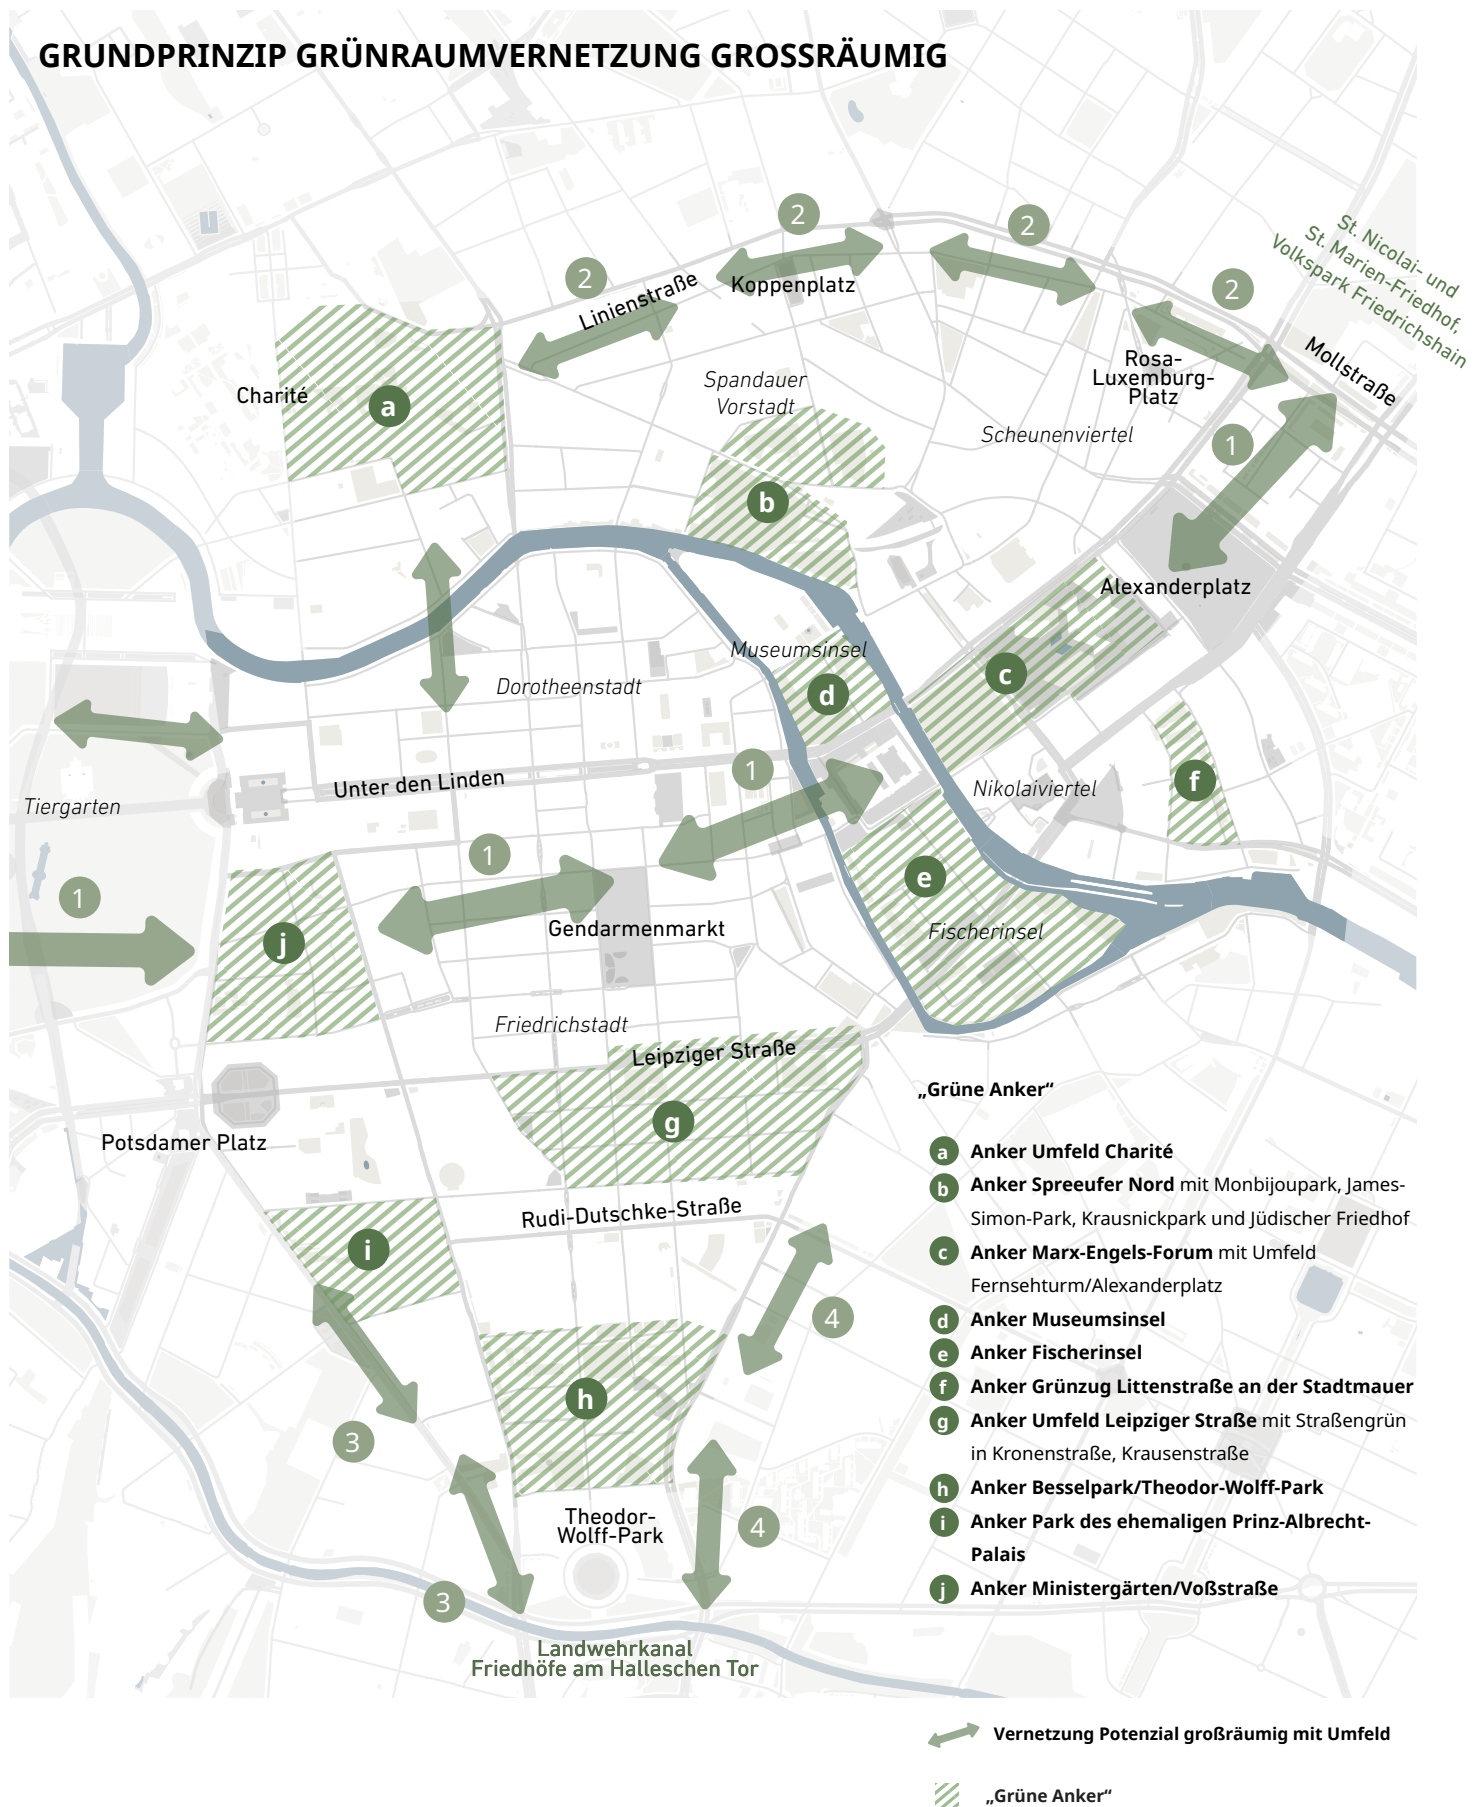 GRUNDPRINZIP GRÜNRAUMVERNETZUNG GROSSRÄUMIG
2
2
2
2
St. Nicolai- und
St. Marien-Friedhof,
Volkspark Friedrichshain
Linienstraße
Koppenplatz
Rosa-
Luxemburg-
Platz
Mollstraße
Charité
a
Spandauer
Vorstadt
Scheunenviertel
1
b
Alexanderplatz
Museumsinsel
d
c
Dorotheenstadt
Unter den Linden
1
Nikolaiviertel
f
Tiergarten
1
1
e
j
Gendarmenmarkt
Fischerinsel
Friedrichstadt
Leipziger Straße
g
Potsdamer Platz
Rudi-Dutschke-Straße
i
4
h
3
Theodor-
Wolff-Park
4
3
Landwehrkanal
Friedhöfe am Halleschen Tor
„Grüne Anker“
a Anker Umfeld Charité
b Anker Spreeufer Nord mit Monbijoupark, James-
Simon-Park, Krausnickpark und Jüdischer Friedhof
c Anker Marx-Engels-Forum mit Umfeld
Fernsehturm/Alexanderplatz
d Anker Museumsinsel
e Anker Fischerinsel
f Anker Grünzug Littenstraße an der Stadtmauer
g Anker Umfeld Leipziger Straße mit Straßengrün
in Kronenstraße, Krausenstraße
h Anker Besselpark/Theodor-Wolff-Park
i Anker Park des ehemaligen Prinz-Albrecht-
Palais
j Anker Ministergärten/Voßstraße
Vernetzung Potenzial großräumig mit Umfeld
„Grüne Anker“